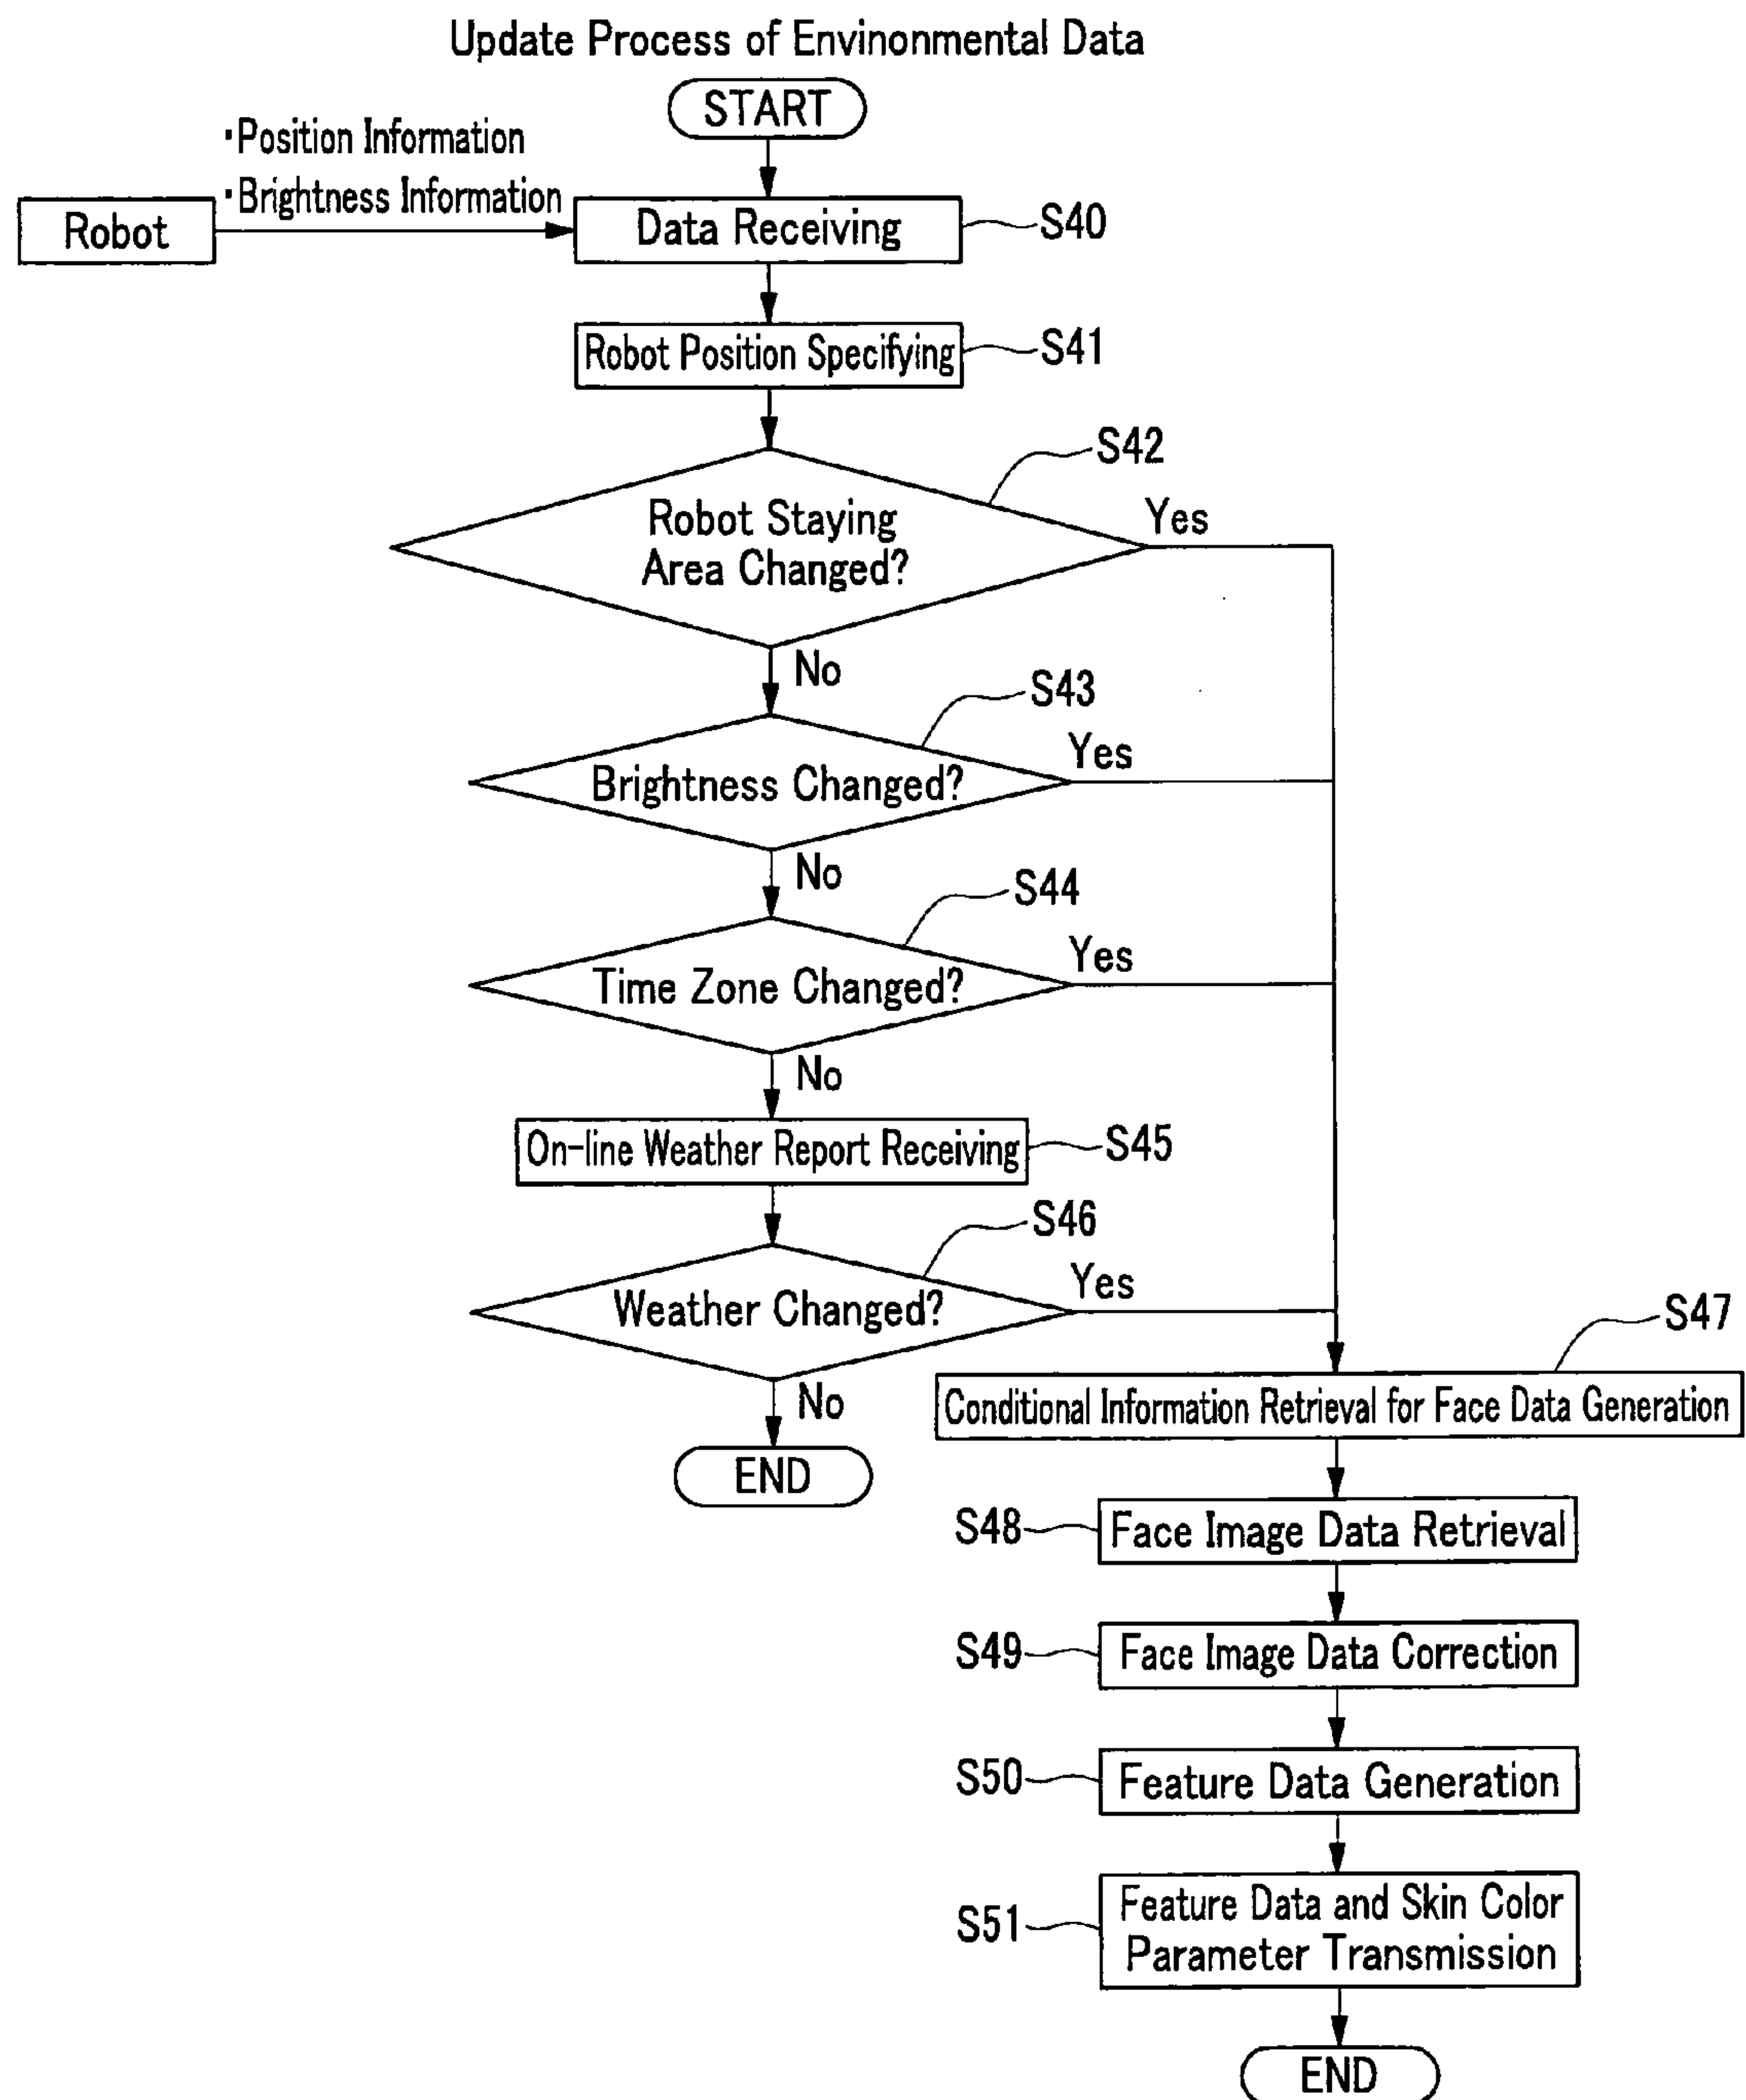 Update Process of Envinonmental Data
START
・Position Information
・Brightness Information
Robot
Data Receiving
S40
Robot Position Specifying
S41
S42
Robot Staying
Area Changed?
Yes
No
S43
Brightness Changed?
Yes
No
S44
Time Zone Changed?
Yes
No
On-line Weather Report Receiving
S45
S46
Weather Changed?
Yes
No
END
S47
Conditional Information Retrieval for Face Data Generation
S48
Face Image Data Retrieval
S49
Face Image Data Correction
S50
Feature Data Generation
S51
Feature Data and Skin Color
Parameter Transmission
END